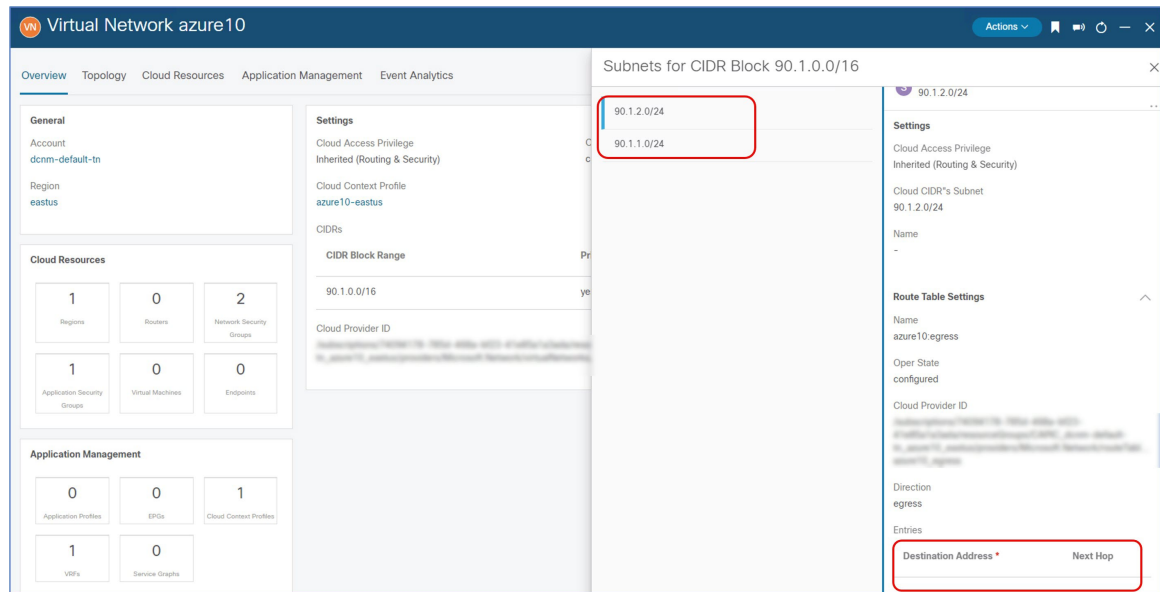 VN Virtual Network azure10
Actions
Overview Topology Cloud Resources Application Management Event Analytics
General
Account
dcnm-default-tn
Region
eastus
Cloud Resources
1
Regions
0
Routers
2
Network Security
Groups
1
Application Security
Groups
0
Virtual Machines
0
Endpoints
Application Management
0
Application Profiles
0
EPGs
1
Cloud Context Profiles
1
VRFs
0
Service Graphs
Settings
Cloud Access Privilege
Inherited (Routing & Security)
Cloud Context Profile
azure10-eastus
CIDRs
CIDR Block Range Pr
90.1.0.0/16 ye
Cloud Provider ID
Subnets for CIDR Block 90.1.0.0/16
90.1.2.0/24
90.1.1.0/24
S 90.1.2.0/24
Settings
Cloud Access Privilege
Inherited (Routing & Security)
Cloud CIDR"s Subnet
90.1.2.0/24
Name
-
Route Table Settings
Name
azure10:egress
Oper State
configured
Cloud Provider ID
Direction
egress
Entries
Destination Address * Next Hop